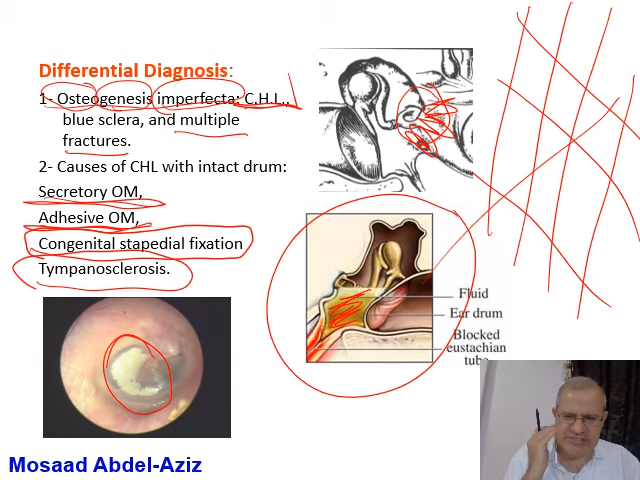 Differential Diagnosis:
1- Osteogenesis imperfecta: C.H.L.,
blue sclera, and multiple
fractures.
2- Causes of CHL with intact drum:
Secretory OM,
Adhesive OM,
Congenital stapedial fixation
Tympanosclerosis.
Fluid
Ear drum
Blocked
eustachian
tube
Mosaad Abdel-Aziz